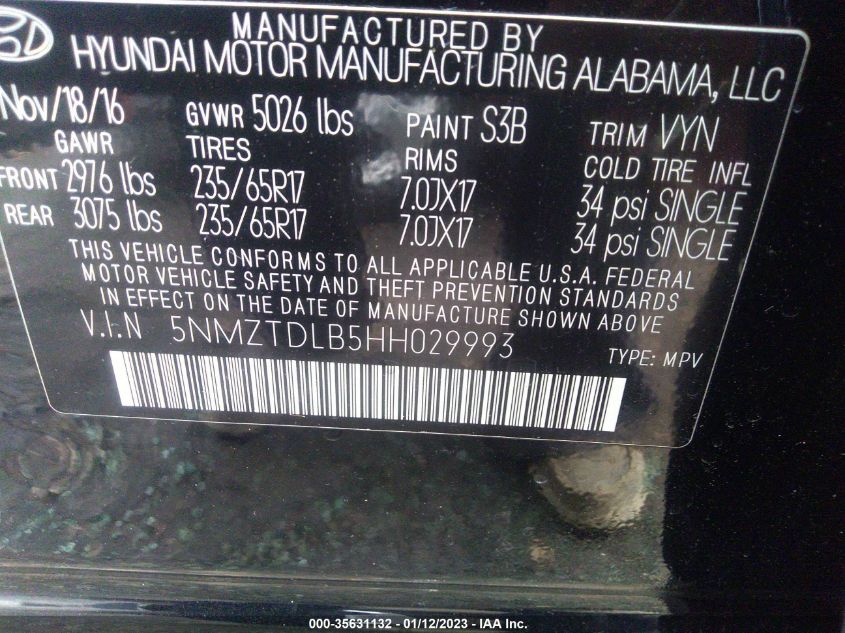 MANUFACTURED BY
HYUNDAI MOTOR MANUFACTURING ALABAMA, LLC
Nov/18/16 GVWR 5026 lbs PAINT S3B TRIM VYN
GAWR TIRES RIMS COLD TIRE INFL
FRONT 2976 lbs 235/65R17 7.0JX17 34 psi SINGLE
REAR 3075 lbs 235/65R17 7.0JX17 34 psi SINGLE
THIS VEHICLE CONFORMS TO ALL APPLICABLE U.S.A. FEDERAL
MOTOR VEHICLE SAFETY AND THEFT PREVENTION STANDARDS
IN EFFECT ON THE DATE OF MANUFACTURE SHOWN ABOVE
V.I.N 5NMZTDLB5HH029993 TYPE: MPV
000-35631132 - 01/12/2023 - IAA Inc.